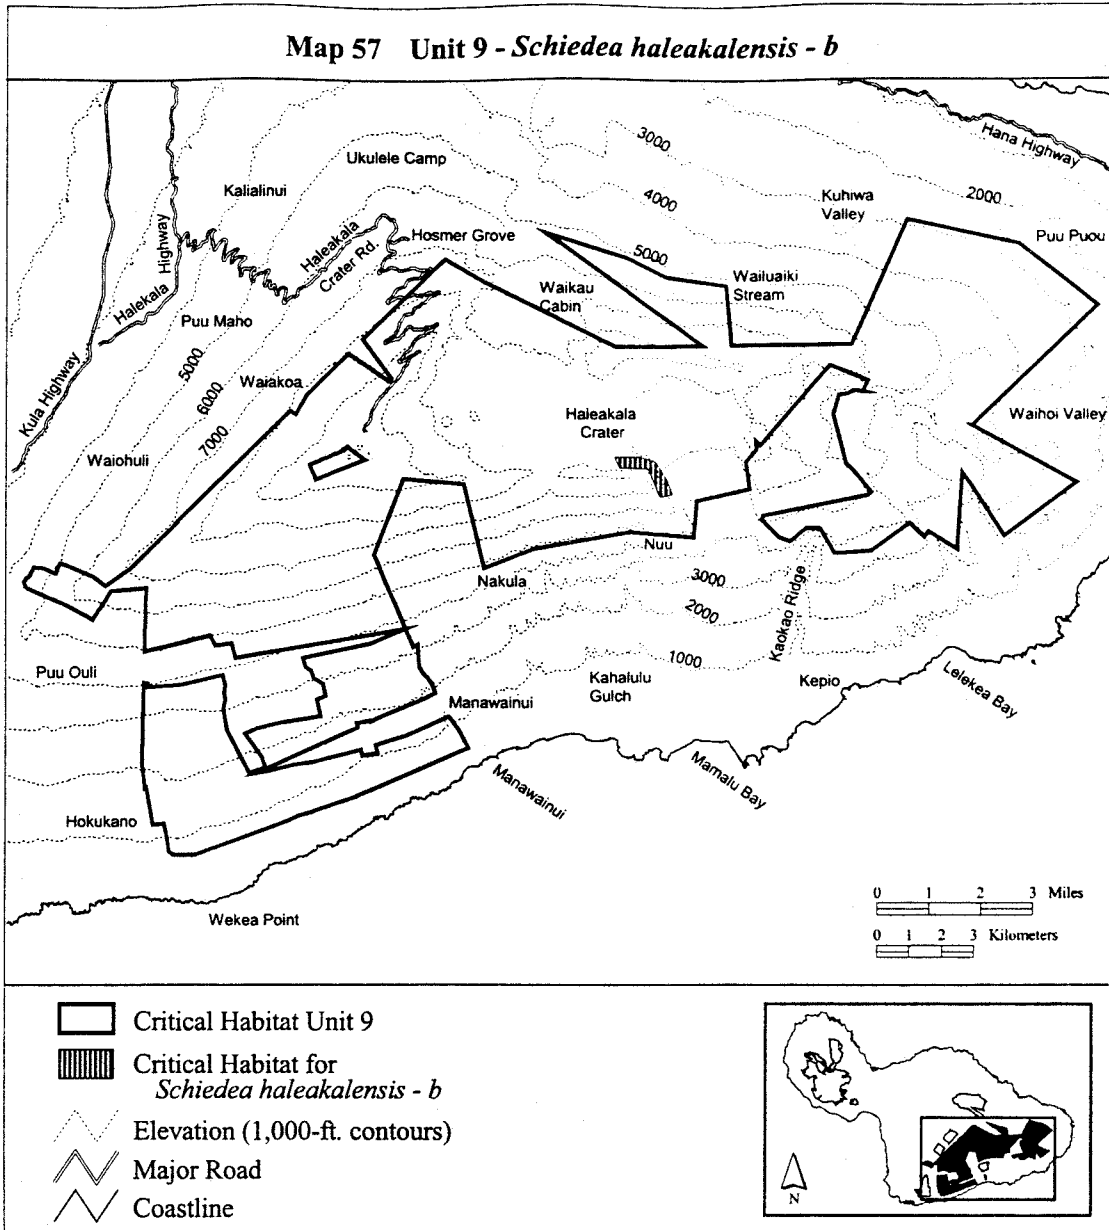 Map 57 Unit 9 - Schiedea haleakalensis - b
Hana Highway
3000
Ukulele Camp
Kalialinui
4000
Kuhiwa
Valley
2000
Puu Puou
Highway
Haleakala
Crater Rd.
Hosmer Grove
5000
Waikau
Cabin
Wailuaiki
Stream
Halekala
Puu Maho
5000
Kula Highway
Waiakoa
6000
7000
Haleakala
Crater
Waihoi Valley
Waiohuli
Nuu
Nakula
3000
2000
Kaokao Ridge
1000
Puu Ouli
Kahalulu
Gulch
Kepio
Lelekea Bay
Manawainui
Manawainui
Mamalu Bay
Hokukano
Wekea Point
0 1 2 3 Miles
0 1 2 3 Kilometers
Critical Habitat Unit 9
Critical Habitat for
Schiedea haleakalensis - b
Elevation (1,000-ft. contours)
Major Road
Coastline
N